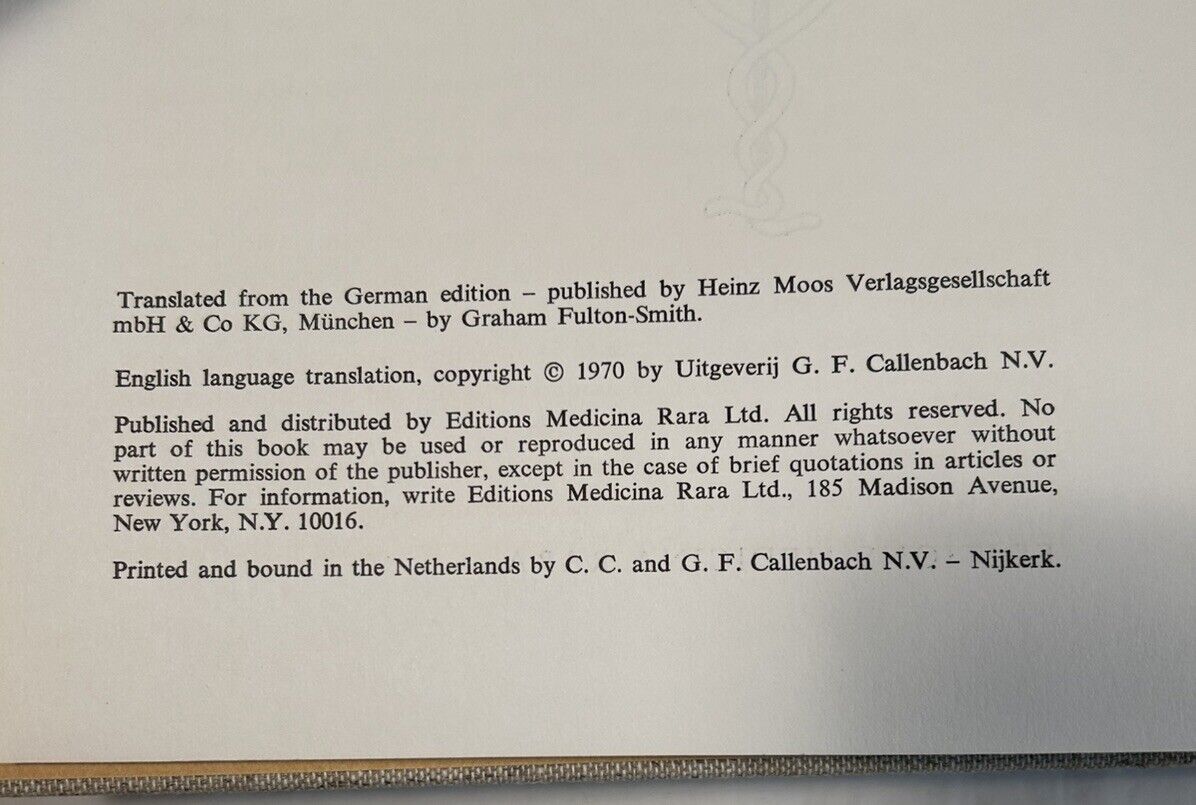 Translated from the German edition – published by Heinz Moos Verlagsgesellschaft
mbH & Co KG, München – by Graham Fulton-Smith.
English language translation, copyright © 1970 by Uitgeverij G. F. Callenbach N.V.
Published and distributed by Editions Medicina Rara Ltd. All rights reserved. No
part of this book may be used or reproduced in any manner whatsoever without
written permission of the publisher, except in the case of brief quotations in articles or
reviews. For information, write Editions Medicina Rara Ltd., 185 Madison Avenue,
New York, N.Y. 10016.
Printed and bound in the Netherlands by C. C. and G. F. Callenbach N.V. – Nijkerk.